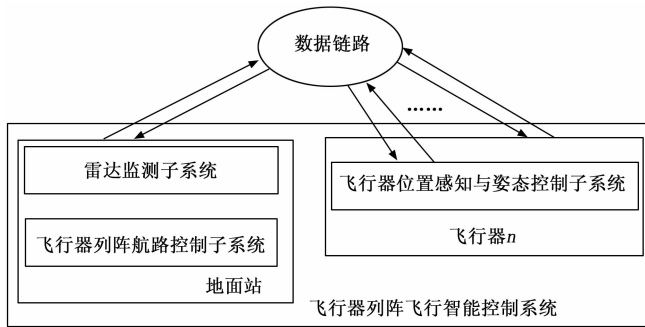 数据链路
……
雷达监测子系统
飞行器位置感知与姿态控制子系统
飞行器列阵航路控制子系统
飞行器n
地面站
飞行器列阵飞行智能控制系统